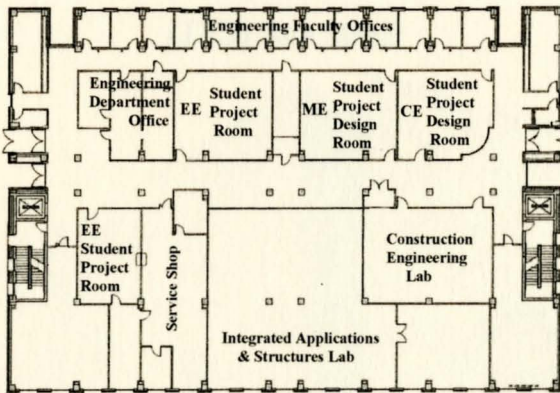 Engineering Faculty Offices
Engineering
Department
Office
EE
Student
Project
Room
ME
Student
Project
Design
Room
CE
Student
Project
Design
Room
EE
Student
Project
Room
Service Shop
Construction
Engineering
Lab
Integrated Applications
& Structures Lab